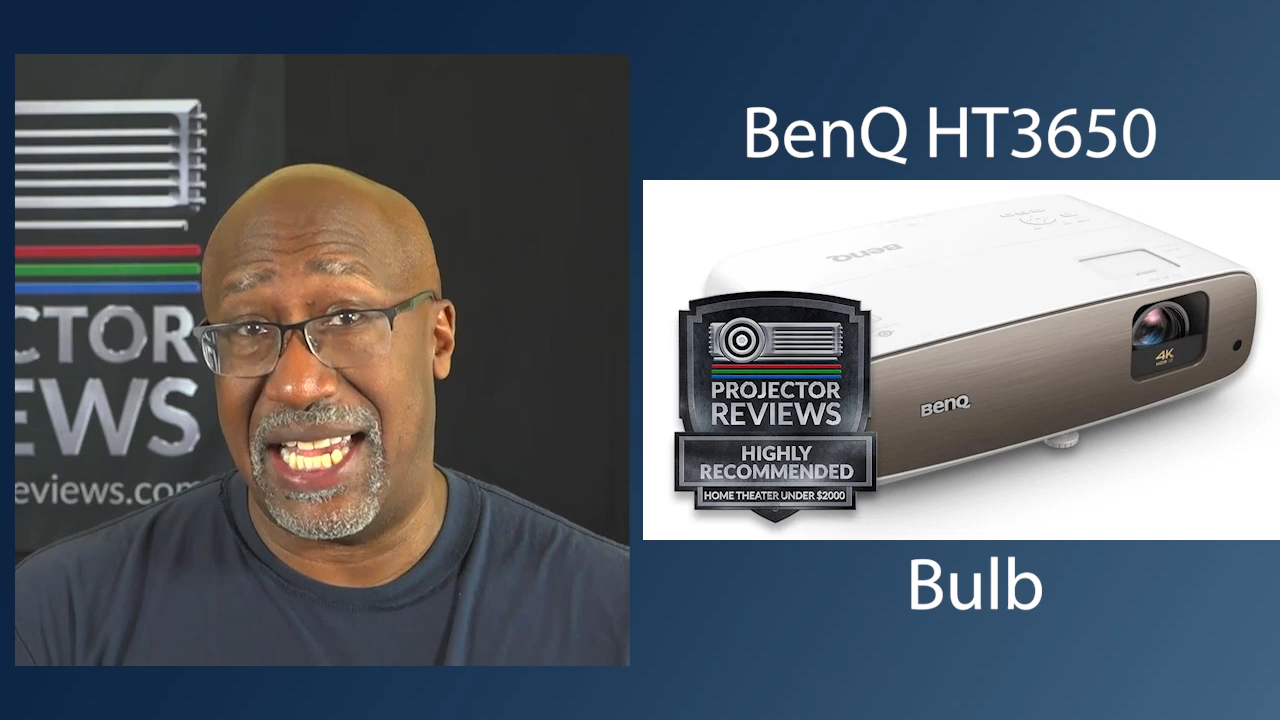 BenQ HT3650
CTOR
EWS
eviews.com
BenQ
4K
BenQ
PROJECTOR
REVIEWS
HIGHLY
RECOMMENDED
HOME THEATER UNDER $2000
Bulb